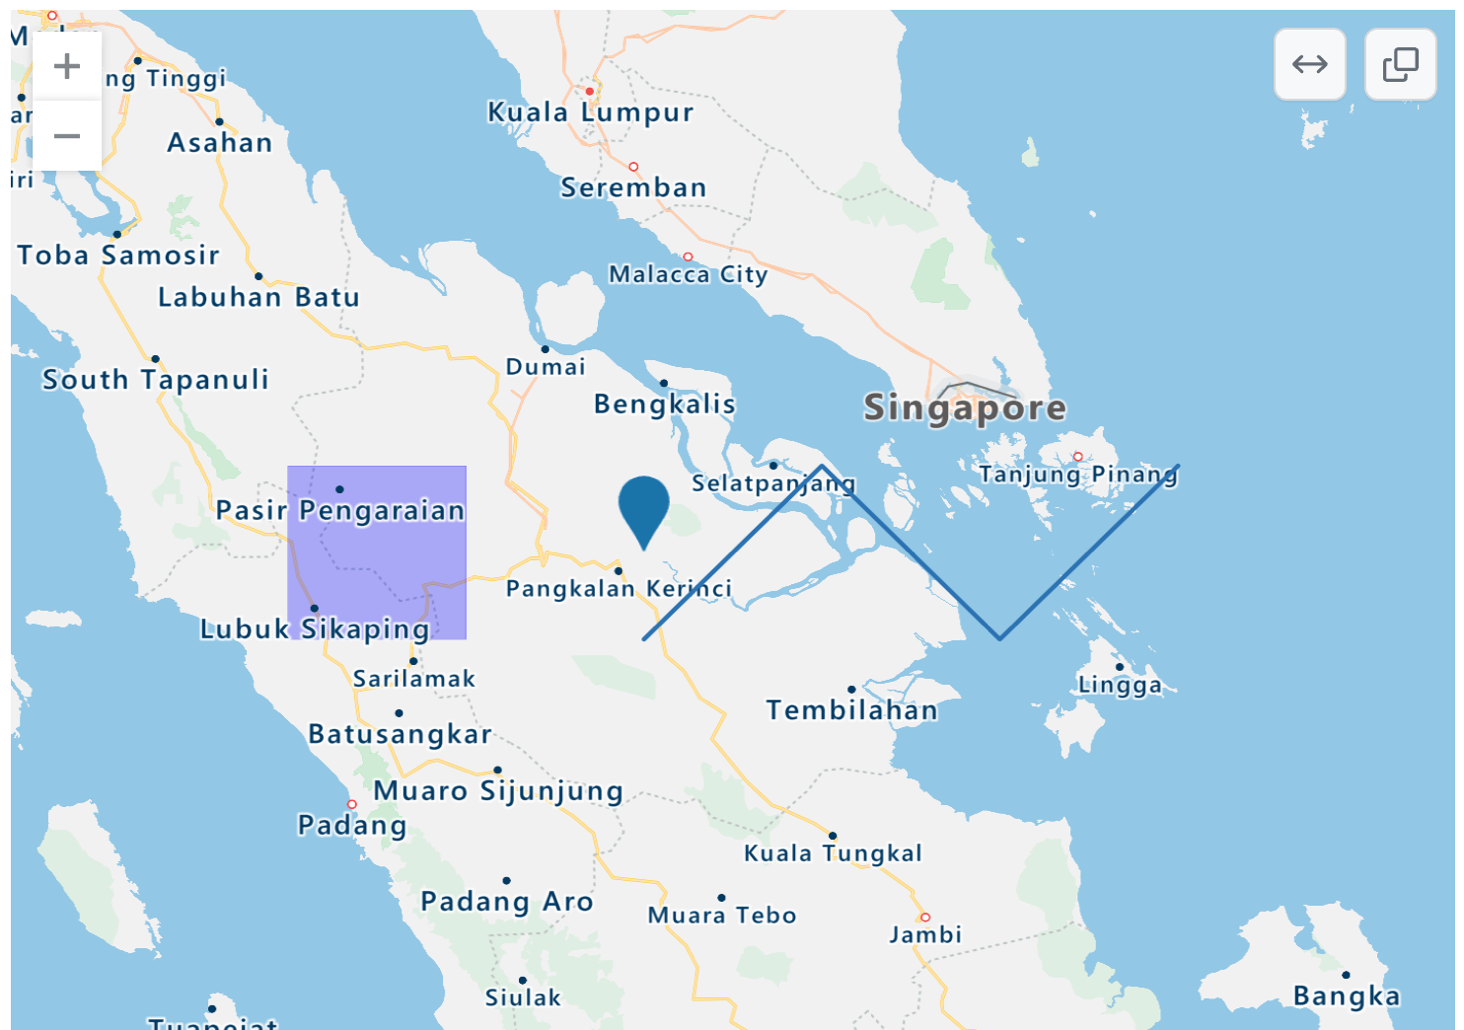 ng Tinggi
Kuala Lumpur
Asahan
iri
Seremban
Toba Samosir
Malacca City
Labuhan Batu
Dumai
South Tapanuli
Bengkalis
Singapore
Tanjung Pinang
Selatpanjang
Pasir Pengaraian
Pangkalan Kerinci
Lubuk Sikaping
Sarilamak
Lingga
Tembilahan
Batusangkar
Muaro Sijunjung
Padang
Kuala Tungkal
Padang Aro
Muara Tebo
Jambi
Siulak
Bangka
Tuapejat